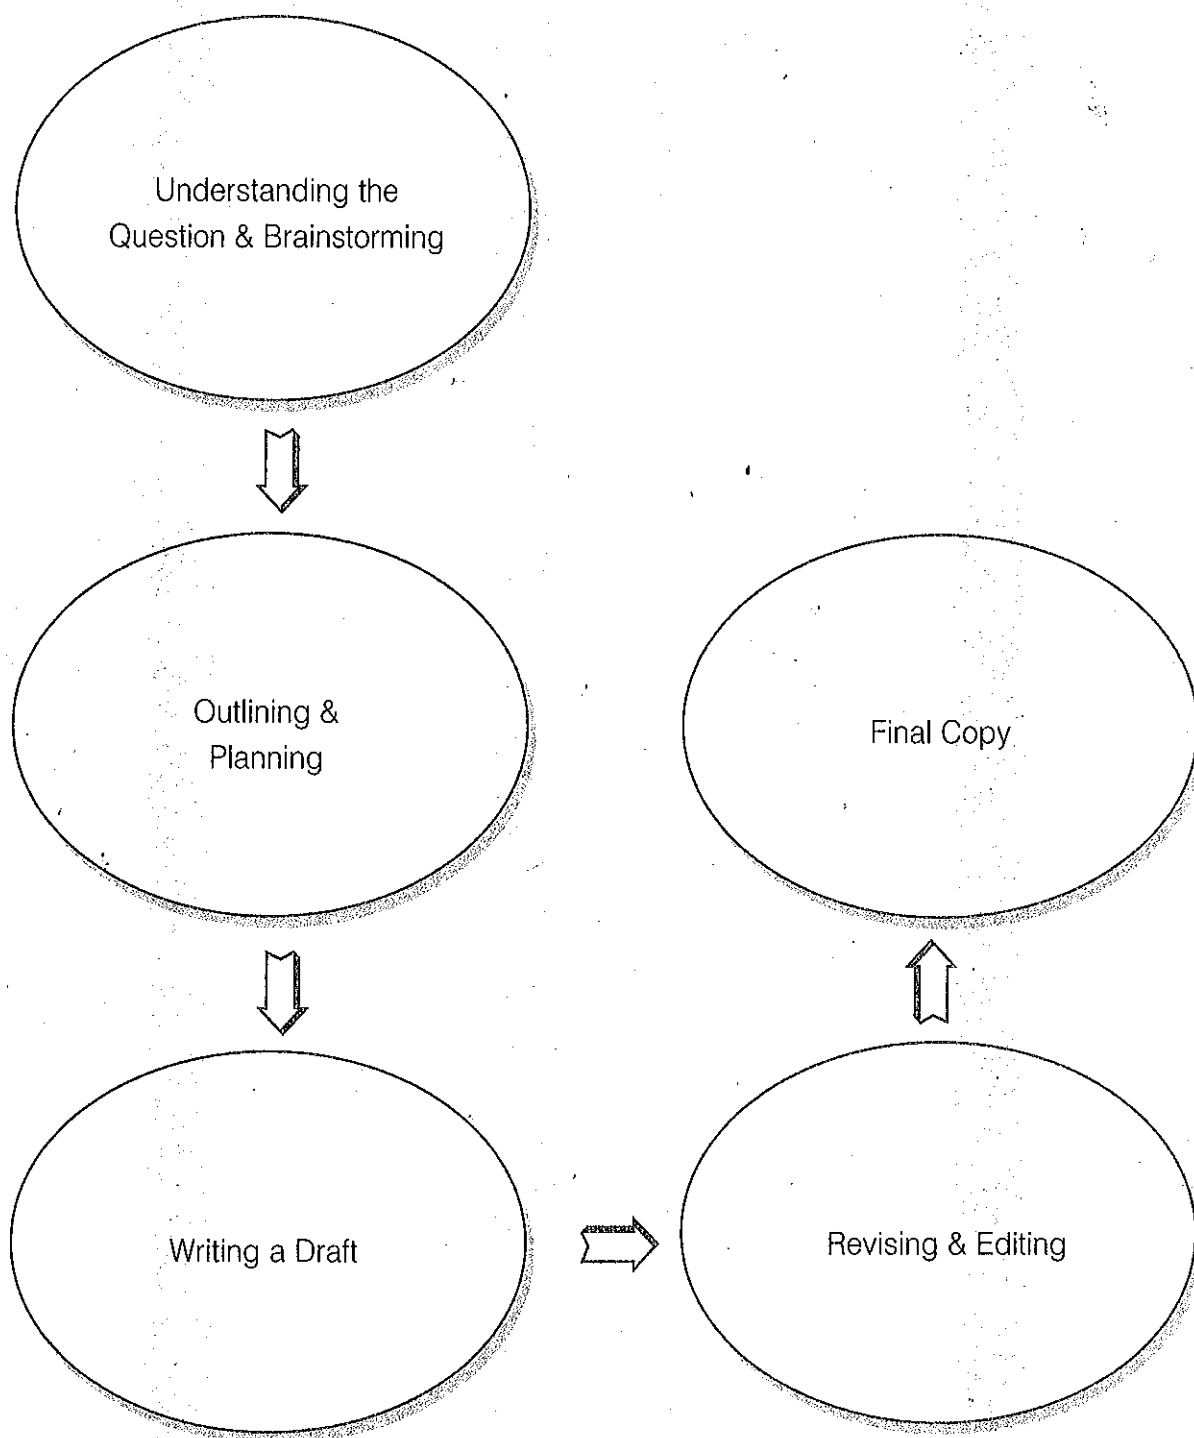 Understanding the
Question & Brainstorming
Outlining &
Planning
Writing a Draft
Revising & Editing
Final Copy